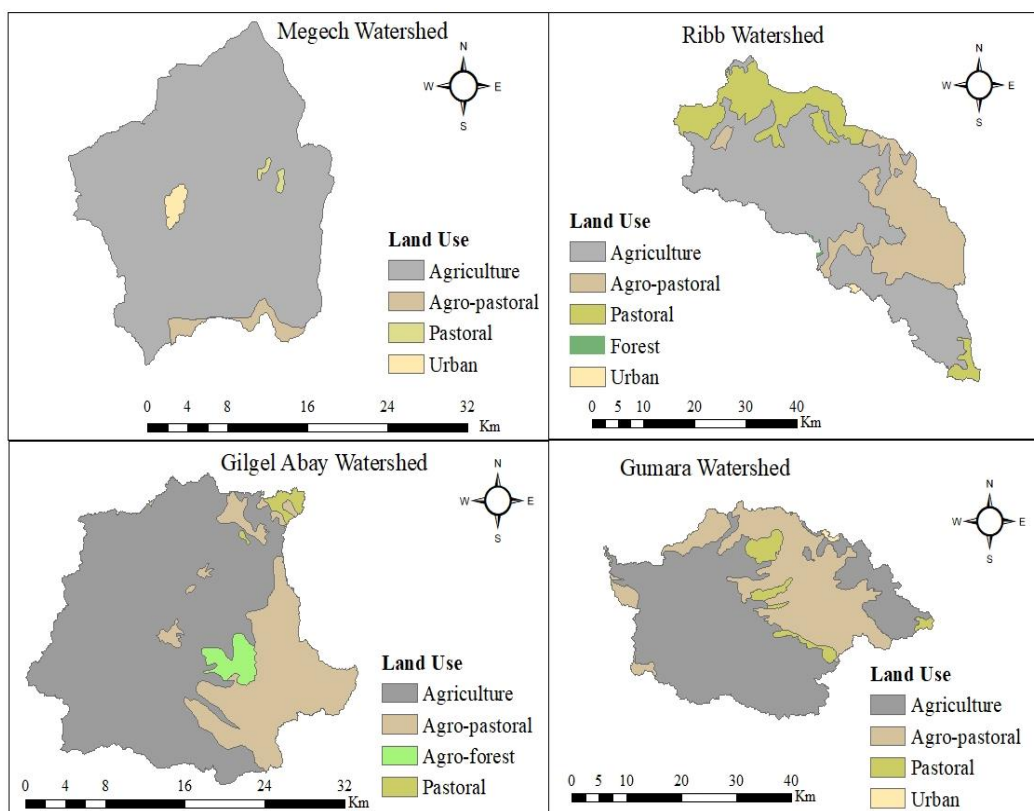 Megech Watershed
N
W E
S
Land Use
Agriculture
Agro-pastoral
Pastoral
Urban
0 4 8 16 24 32
Km
Ribb Watershed
N
W E
S
Land Use
Agriculture
Agro-pastoral
Pastoral
Forest
Urban
0 5 10 20 30 40
Km
Gilgel Abay Watershed
N
W E
S
Land Use
Agriculture
Agro-pastoral
Agro-forest
Pastoral
0 4 8 16 24 32
Km
Gumara Watershed
N
W E
S
Land Use
Agriculture
Agro-pastoral
Pastoral
Urban
0 5 10 20 30 40
Km